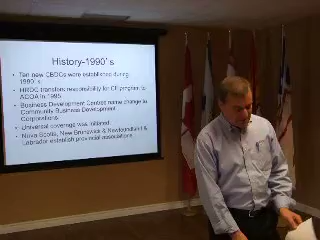 History-1990's
• Ten new CBDCs were established during
1990's.
• HRDC transfers responsibility for CF program to
ACOA in 1995.
• Business Development Centres name change to
Community Business Development
Corporations.
• Universal coverage was initiated.
• Nova Scotia, New Brunswick & Newfoundland &
Labrador establish provincial associations.